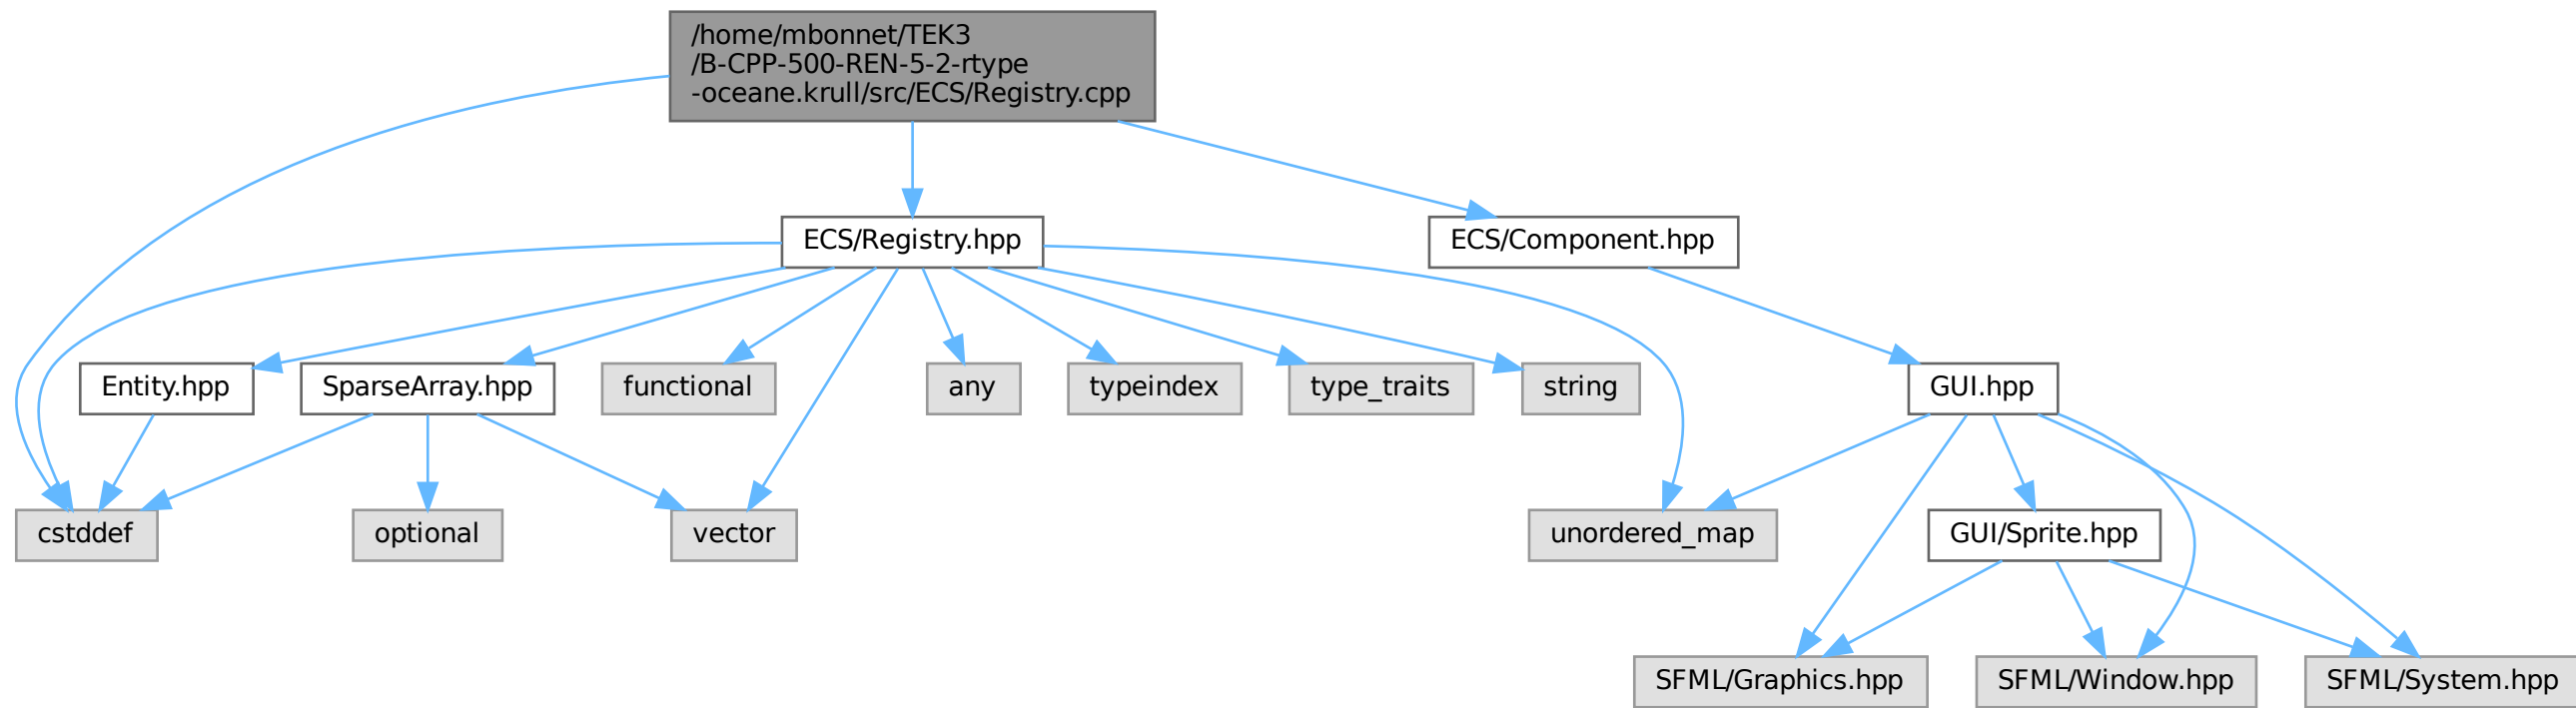 /home/mbonnet/TEK3
/B-CPP-500-REN-5-2-rtype
-oceane.krull/src/ECS/Registry.cpp
ECS/Registry.hpp
ECS/Component.hpp
Entity.hpp
SparseArray.hpp
functional
any
typeindex
type_traits
string
GUI.hpp
cstddef
optional
vector
unordered_map
GUI/Sprite.hpp
SFML/Graphics.hpp
SFML/Window.hpp
SFML/System.hpp